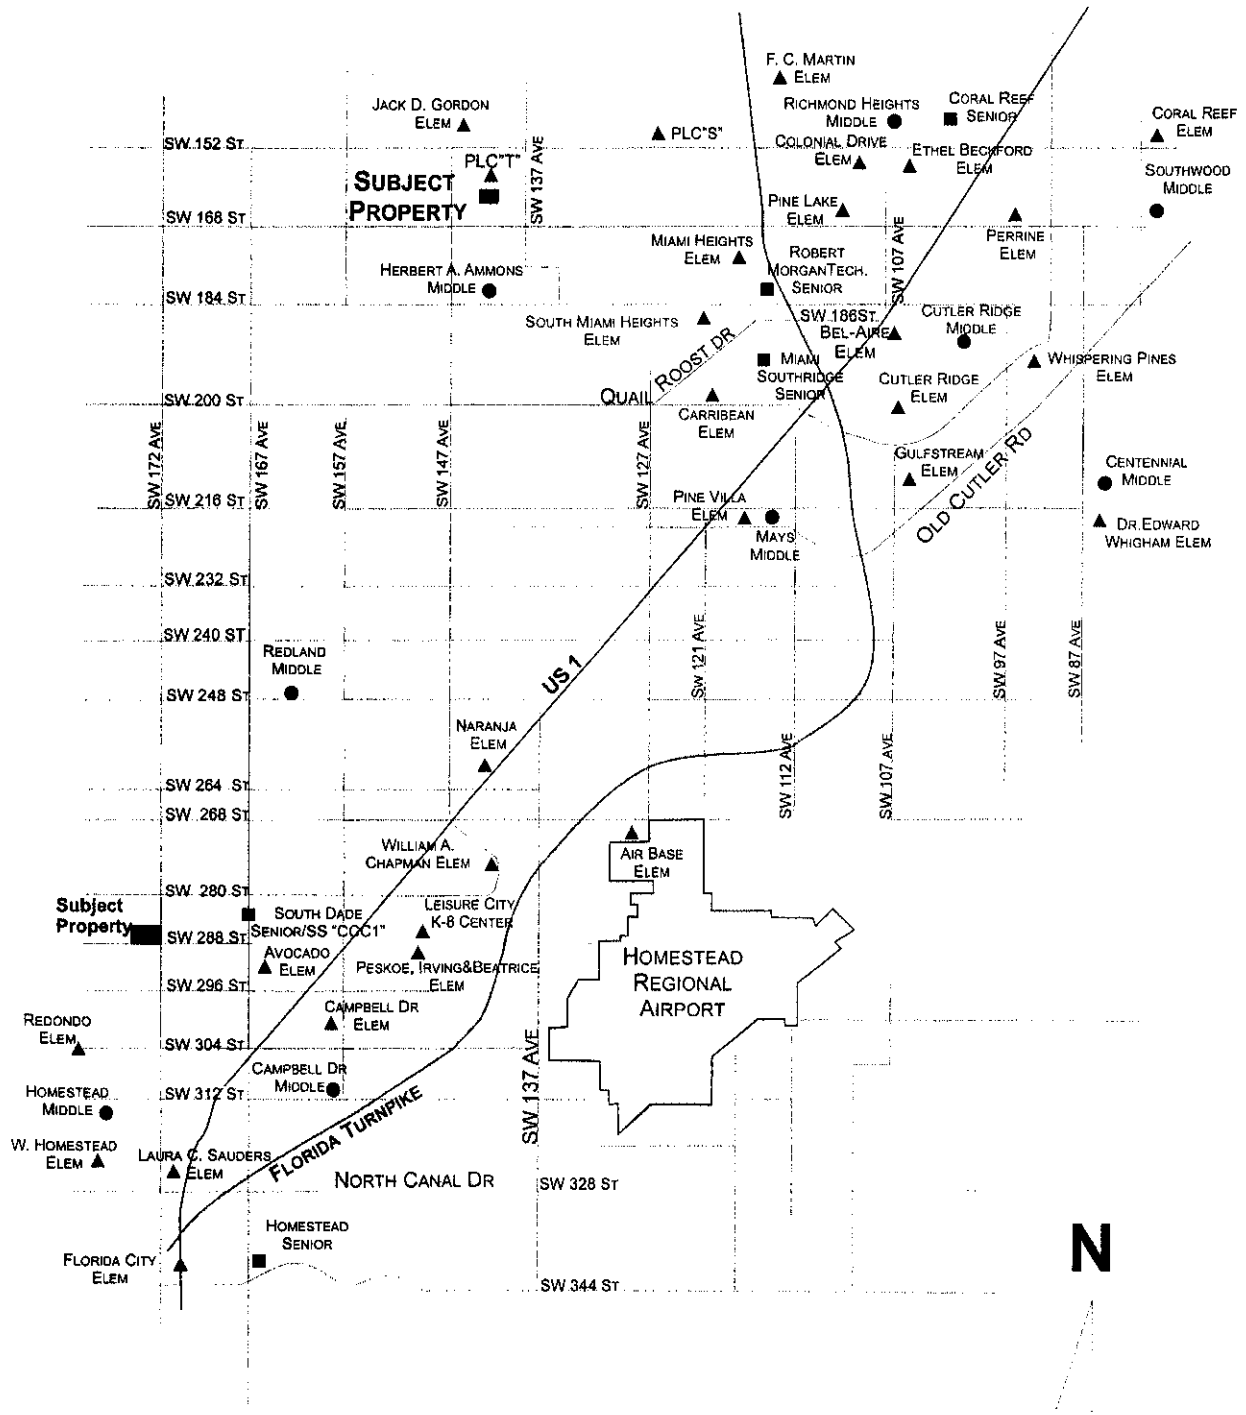 F. C. MARTIN
ELEM
JACK D. GORDON
ELEM
RICHMOND HEIGHTS
MIDDLE
CORAL REEF
SENIOR
CORAL REEF
ELEM
SW 152 ST
SW 137 AVE
PLC"S"
COLONIAL DRIVE
ELEM
ETHEL BECKFORD
ELEM
PLC"T"
SOUTHWOOD
MIDDLE
SUBJECT
PROPERTY
SW 168 ST
PINE LAKE
ELEM
SW 107 AVE
PERRINE
ELEM
MIAMI HEIGHTS
ELEM
ROBERT
MORGANTECH.
SENIOR
HERBERT A. AMMONS
MIDDLE
SW 184 ST
SOUTH MIAMI HEIGHTS
ELEM
SW 186ST.
BEL-AIRE
ELEM
CUTLER RIDGE
MIDDLE
QUAIL ROOST DR
MIAMI
SOUTHRIDGE
SENIOR
WHISPERING PINES
ELEM
CUTLER RIDGE
ELEM
SW 200 ST
CARRIBEAN
ELEM
SW 172 AVE
SW 167 AVE
SW 157 AVE
SW 147 AVE
SW 127 AVE
GULFSTREAM
ELEM
OLD CUTLER RD
CENTENNIAL
MIDDLE
SW 216 ST
PINE VILLA
ELEM
MAYS
MIDDLE
DR.EDWARD
WHIGHAM ELEM
SW 232 ST
SW 240 ST
REDLAND
MIDDLE
US 1
SW 121 AVE
SW 97 AVE
SW 87 AVE
SW 248 ST
NARANJA
ELEM
SW 112 AVE
SW 107 AVE
SW 264 ST
SW 268 ST
WILLIAM A.
CHAPMAN ELEM
AIR BASE
ELEM
SW 280 ST
Subject
Property
SOUTH DADE
SENIOR/SS "CCC1"
LEISURE CITY
K-8 CENTER
SW 288 ST
AVOCADO
ELEM
PESKOE, IRVING&BEATRICE
ELEM
HOMESTEAD
REGIONAL
AIRPORT
SW 296 ST
CAMPBELL DR
ELEM
REDONDO
ELEM
SW 304 ST
SW 137 AVE
CAMPBELL DR
MIDDLE
HOMESTEAD
MIDDLE
SW 312 ST
FLORIDA TURNPIKE
W. HOMESTEAD
ELEM
LAURA C. SAUDERS
ELEM
NORTH CANAL DR
SW 328 ST
HOMESTEAD
SENIOR
FLORIDA CITY
ELEM
SW 344 ST
N